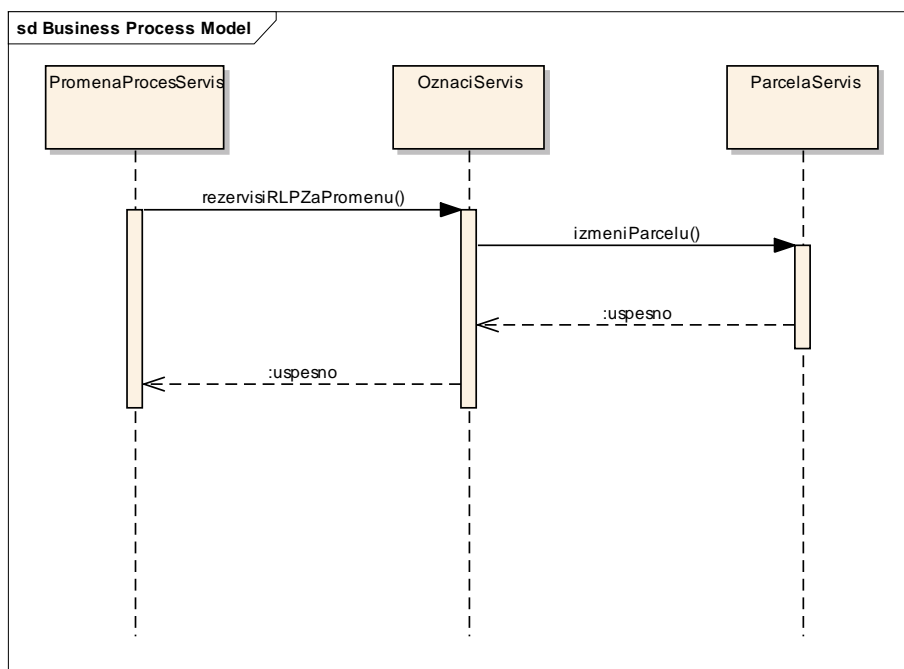 sd Business Process Model
PromenaProcesServis
OznaciServis
ParcelaServis
rezervisiRLPZaPromenu()
izmeniParcelu()
:uspesno
:uspesno